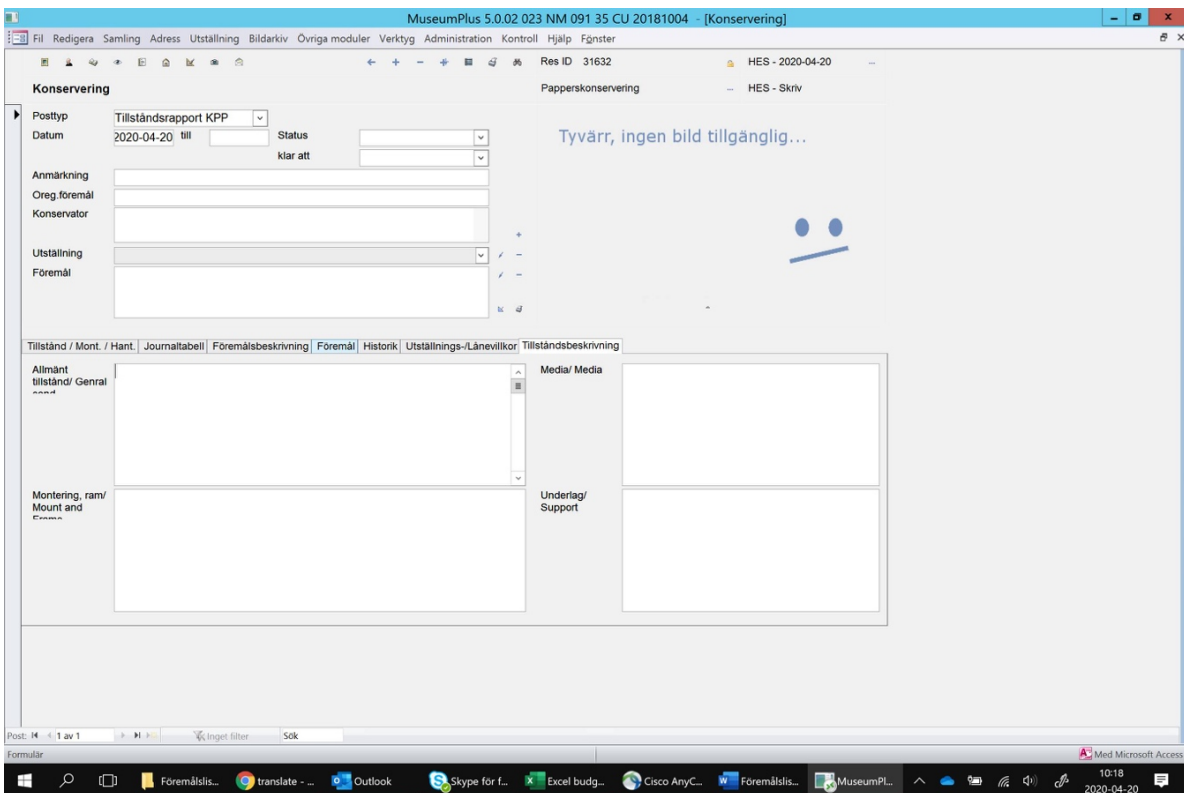 MuseumPlus 5.0.02 023 NM 091 35 CU 20181004 - [Konservering]
Fil Redigera Samling Adress Utställning Bildarkiv Övriga moduler Verktyg Administration Kontroll Hjälp Fönster
Res ID 31632 HES - 2020-04-20 ...
Konservering Papperskonservering ... HES - Skriv
Posttyp Tillståndsrapport KPP
Datum 2020-04-20 till Status
klar att
Tyvärr, ingen bild tillgänglig...
Anmärkning
Oreg.föremål
Konservator
Utställning
Föremål
Tillstånd / Mont. / Hant. Journaltabell Föremålsbeskrivning Föremål Historik Utställnings-/Lånevillkor Tillståndsbeskrivning
Allmänt
tillstånd/ Genral
Media/ Media
Montering, ram/
Mount and
Underlag/
Support
Post: 1 av 1 Inget filter Sök
Formulär Med Microsoft Access
Föremålslis... translate - ... Outlook Skype för f... Excel budg... Cisco AnyC... Föremålslis... MuseumPl... 10:18
2020-04-20